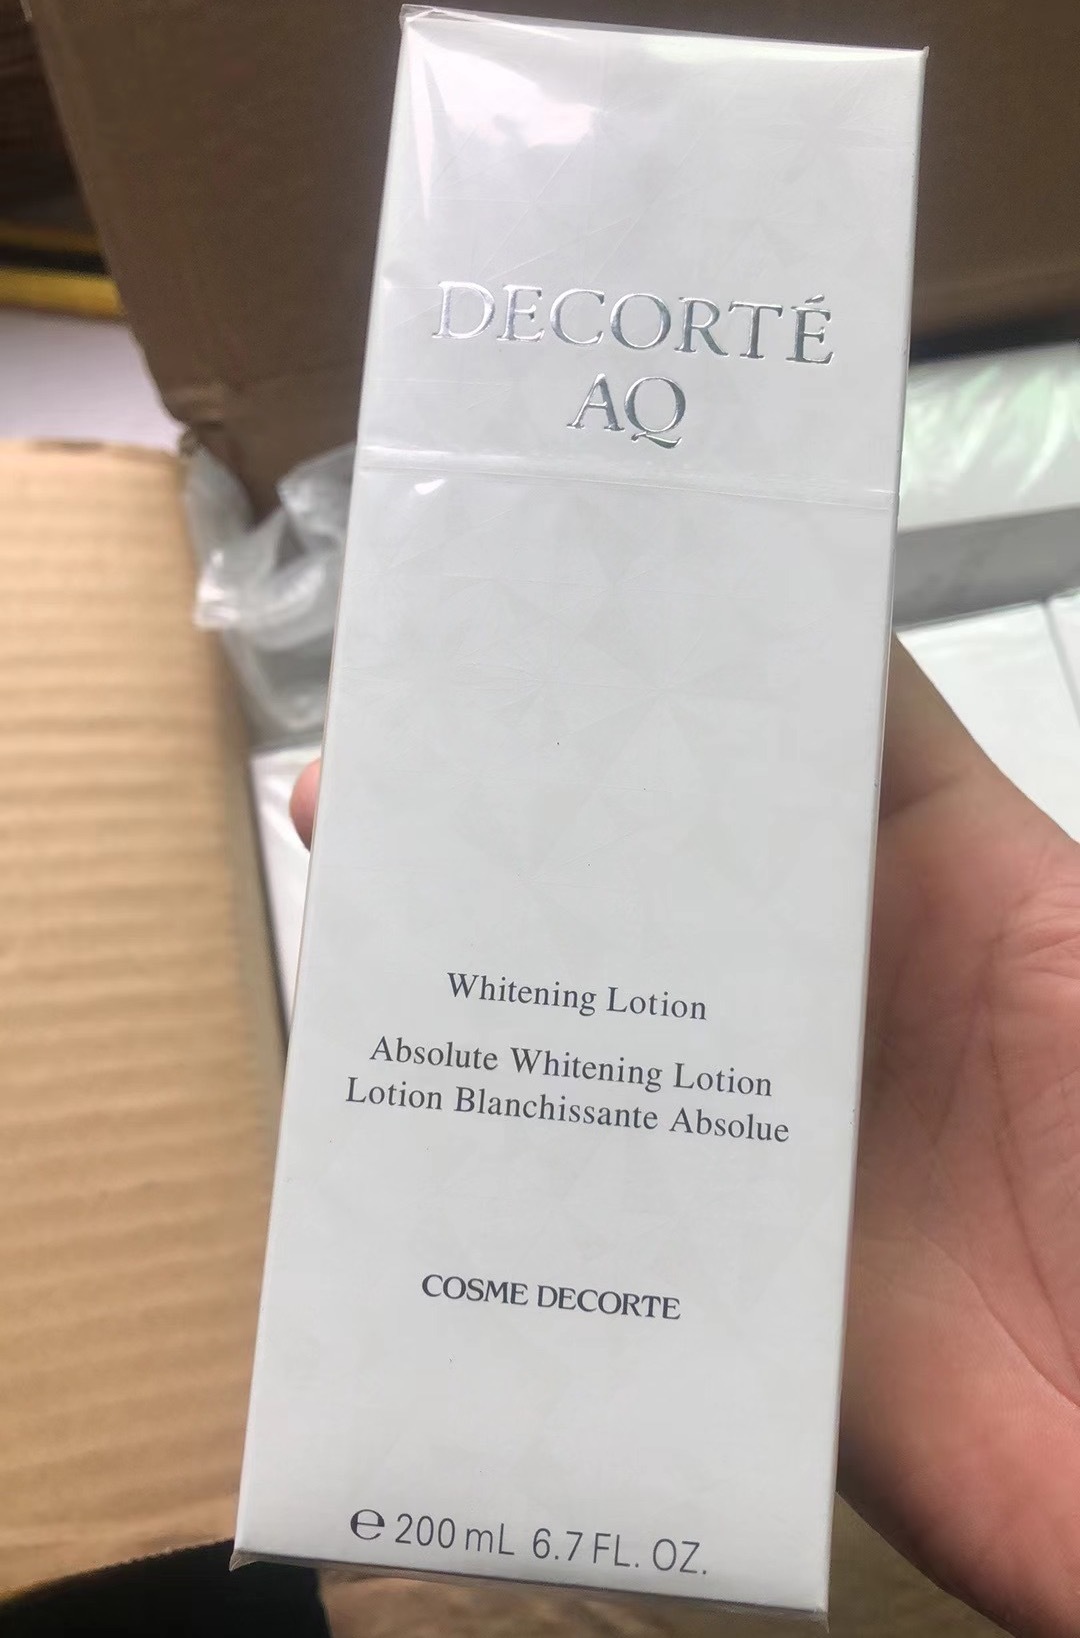 DECORTÉ
AQ
Whitening Lotion
Absolute Whitening Lotion
Lotion Blanchissante Absolue
COSME DECORTE
℮ 200 mL 6.7 FL. OZ.